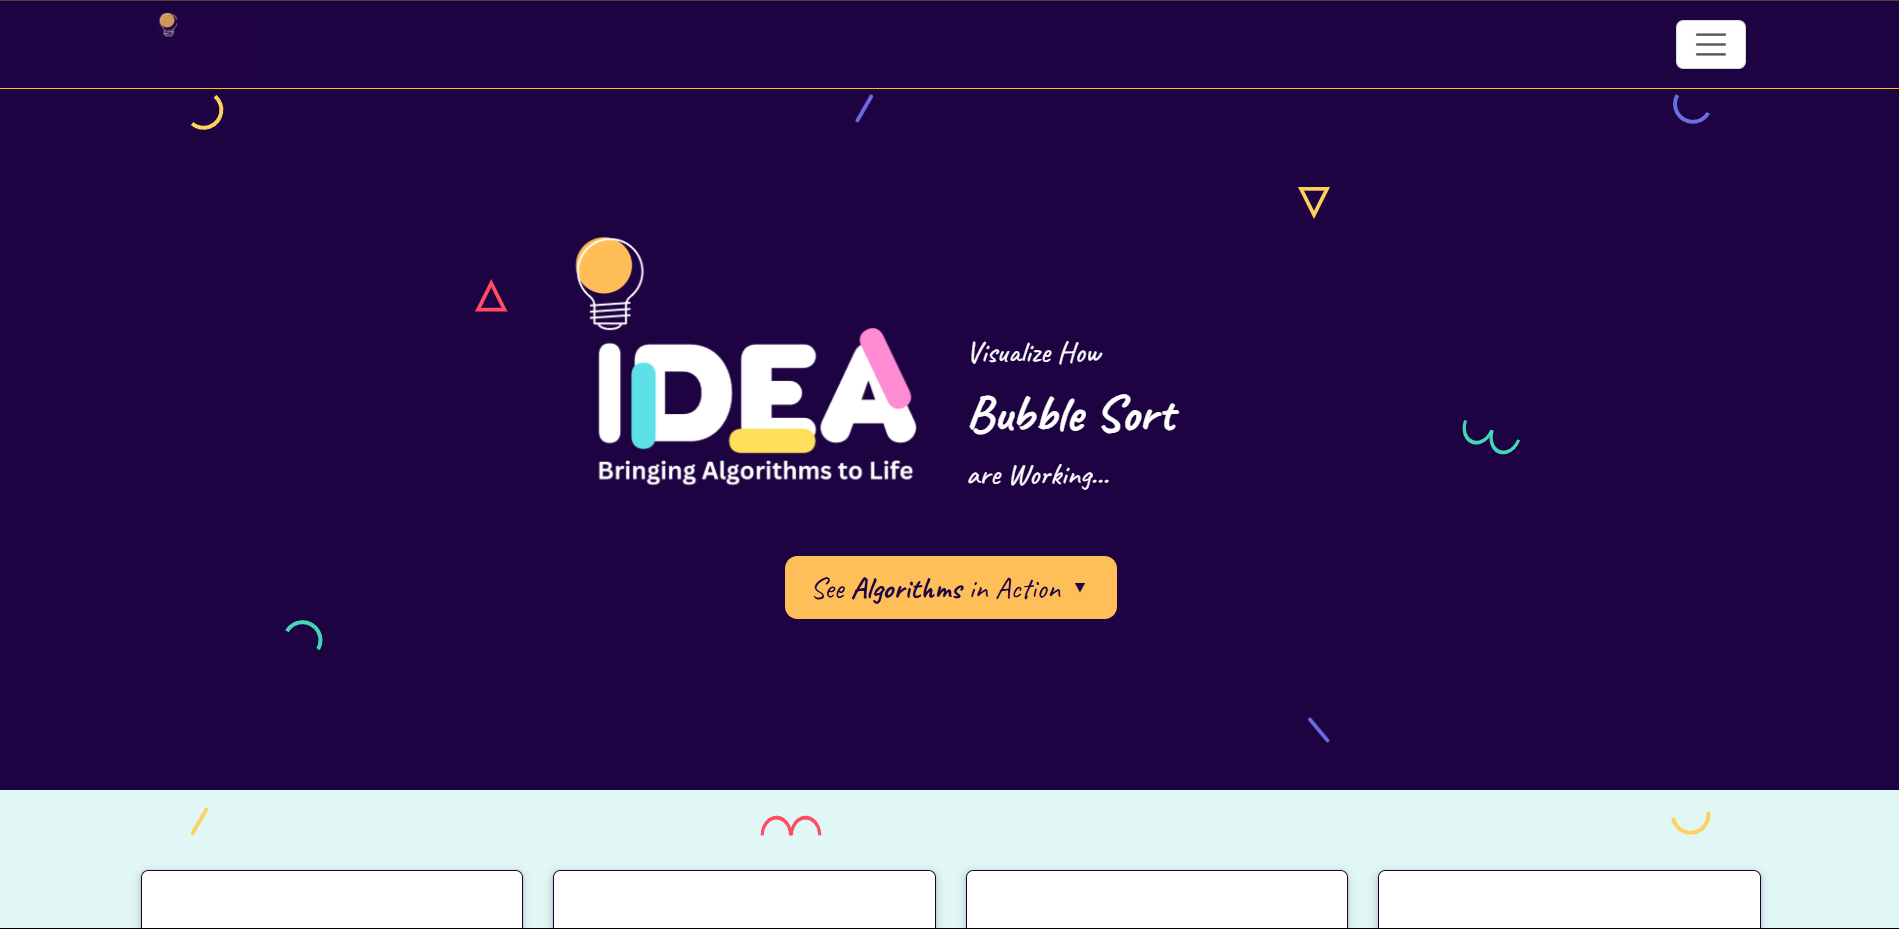 IDEA
Bringing Algorithms to Life
Visualize How
Bubble Sort
are Working...
See Algorithms in Action ▼